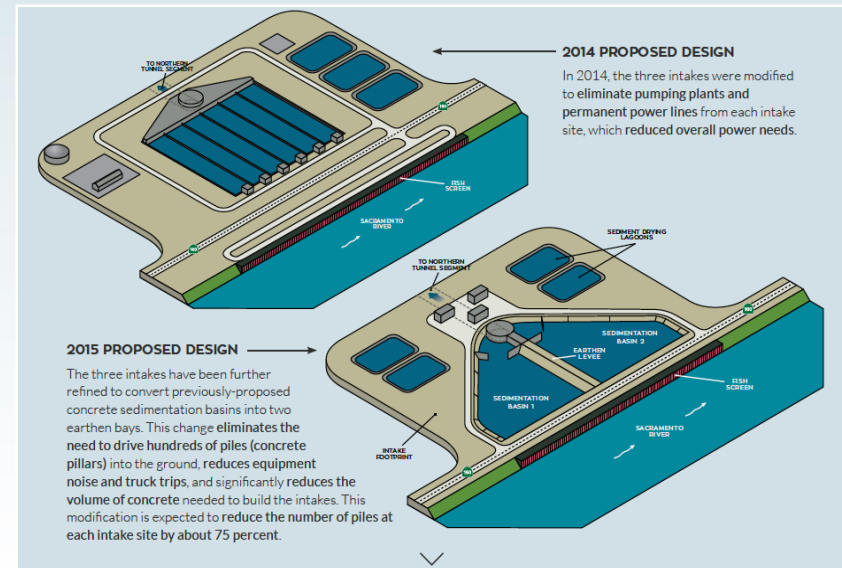 2014 PROPOSED DESIGN
In 2014, the three intakes were modified
to eliminate pumping plants and
permanent power lines from each intake
site, which reduced overall power needs.
TO NORTHERN
TUNNEL SEGMENT
160
FISH
SCREEN
SACRAMENTO
RIVER
160
SEDIMENT DRYING
LAGOONS
TO NORTHERN
TUNNEL SEGMENT
160
SEDIMENTATION
BASIN 2
EARTHEN
LEVEE
SEDIMENTATION
BASIN 1
FISH
SCREEN
SACRAMENTO
RIVER
INTAKE
FOOTPRINT
160
2015 PROPOSED DESIGN
The three intakes have been further
refined to convert previously-proposed
concrete sedimentation basins into two
earthen bays. This change eliminates the
need to drive hundreds of piles (concrete
pillars) into the ground, reduces equipment
noise and truck trips, and significantly reduces the
volume of concrete needed to build the intakes. This
modification is expected to reduce the number of piles at
each intake site by about 75 percent.